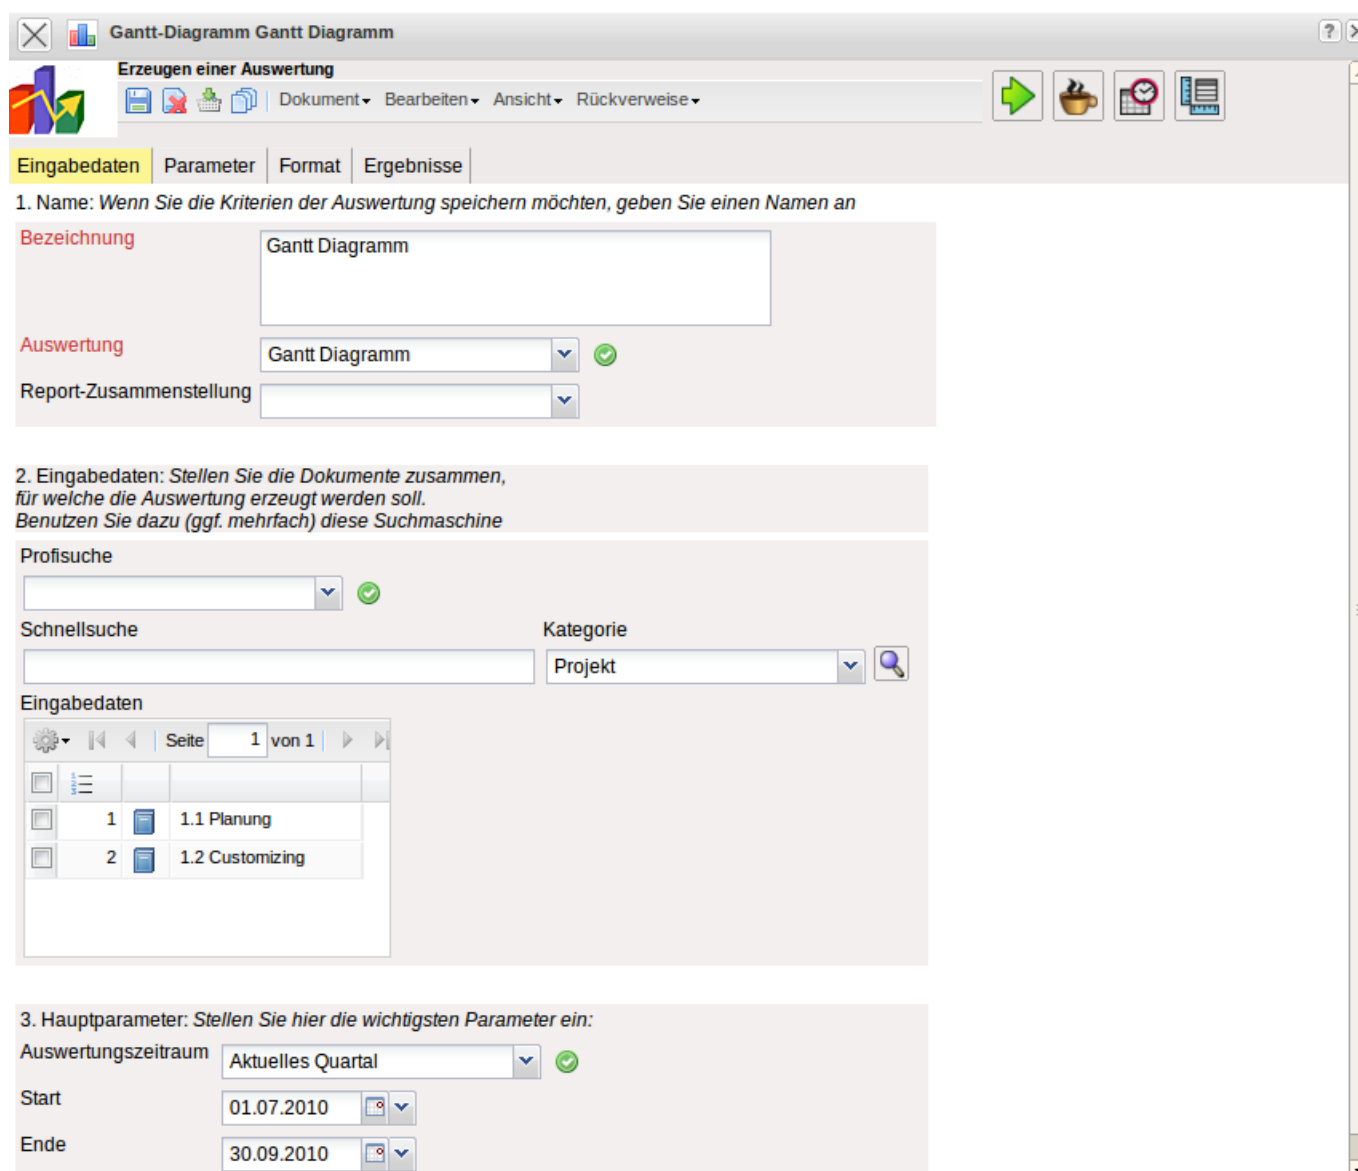 Gantt-Diagramm Gantt Diagramm
?
Erzeugen einer Auswertung
Dokument Bearbeiten Ansicht Rückverweise
Eingabedaten Parameter Format Ergebnisse
1. Name: Wenn Sie die Kriterien der Auswertung speichern möchten, geben Sie einen Namen an
Bezeichnung
Gantt Diagramm
Auswertung
Gantt Diagramm
Report-Zusammenstellung
2. Eingabedaten: Stellen Sie die Dokumente zusammen,
für welche die Auswertung erzeugt werden soll.
Benutzen Sie dazu (ggf. mehrfach) diese Suchmaschine
Profisuche
Schnellsuche Kategorie
Projekt
Eingabedaten
Seite 1 von 1
1 1.1 Planung
2 1.2 Customizing
3. Hauptparameter: Stellen Sie hier die wichtigsten Parameter ein:
Auswertungszeitraum Aktuelles Quartal
Start 01.07.2010
Ende 30.09.2010